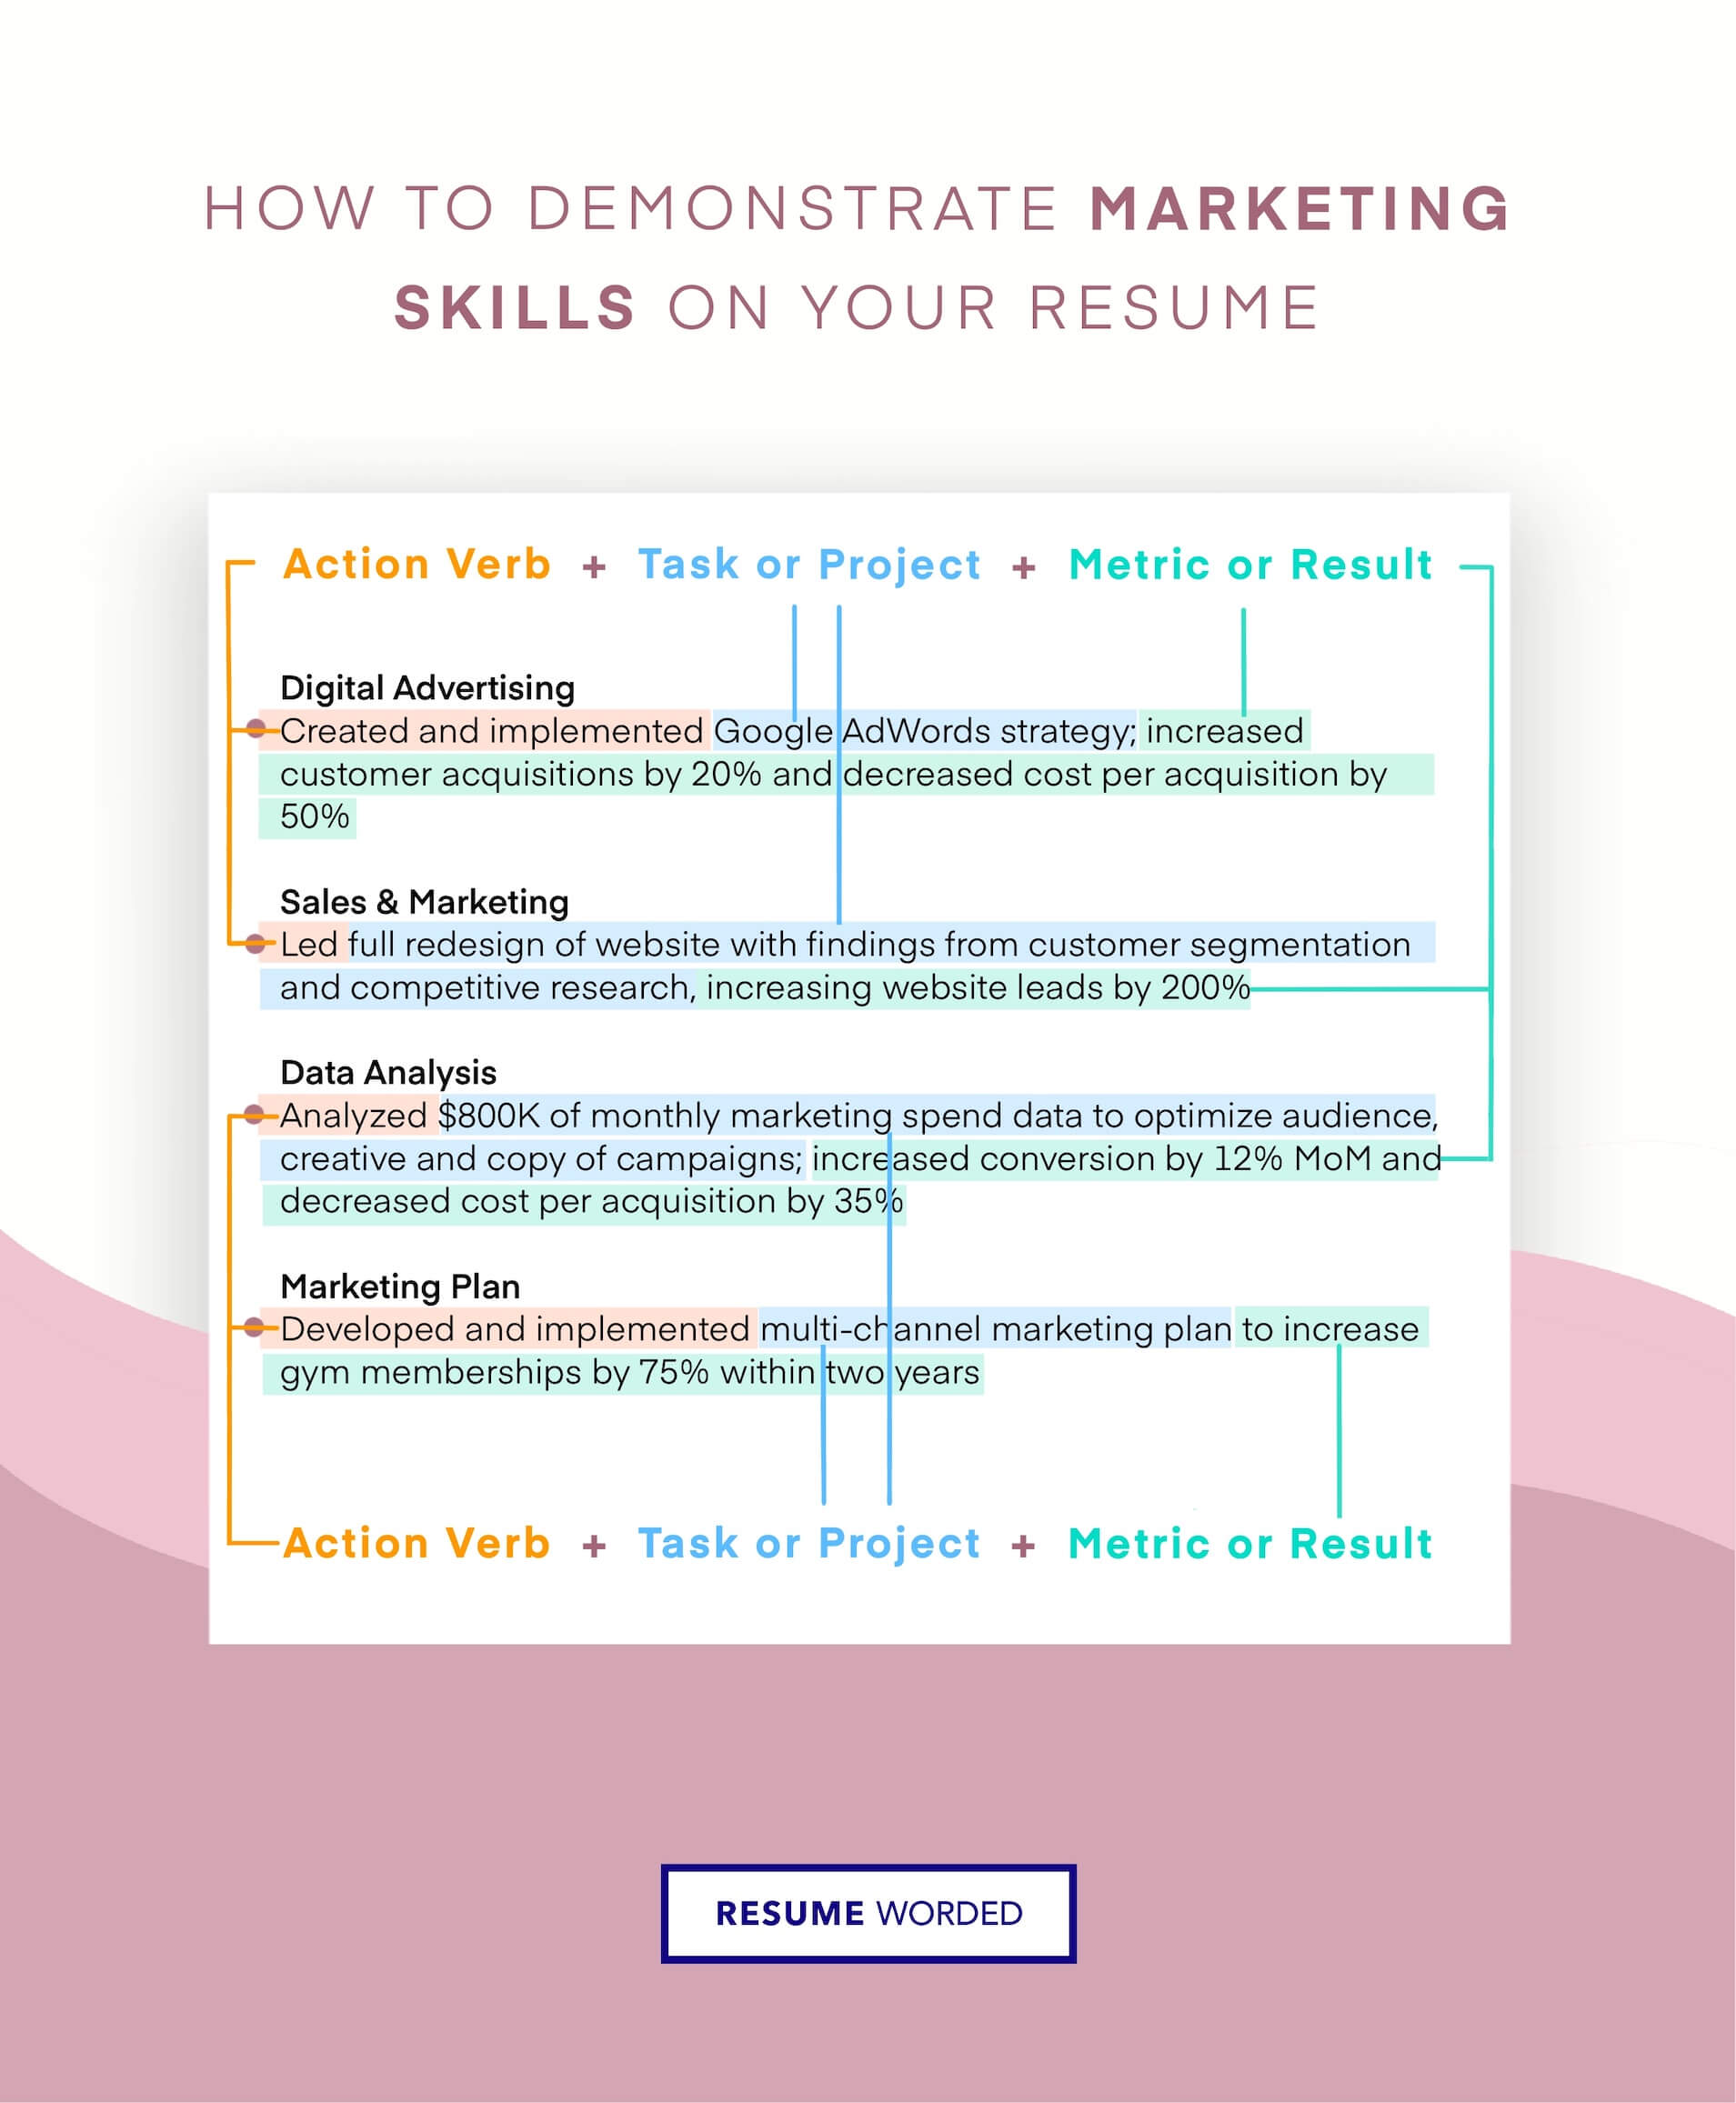 HOW TO DEMONSTRATE MARKETING
SKILLS ON YOUR RESUME
Action Verb + Task or Project + Metric or Result
Digital Advertising
Created and implemented Google AdWords strategy; increased
customer acquisitions by 20% and decreased cost per acquisition by
50%
Sales & Marketing
Led full redesign of website with findings from customer segmentation
and competitive research, increasing website leads by 200%
Data Analysis
Analyzed $800K of monthly marketing spend data to optimize audience,
creative and copy of campaigns; increased conversion by 12% MoM and
decreased cost per acquisition by 35%
Marketing Plan
Developed and implemented multi-channel marketing plan to increase
gym memberships by 75% within two years
Action Verb + Task or Project + Metric or Result
RESUME WORDED